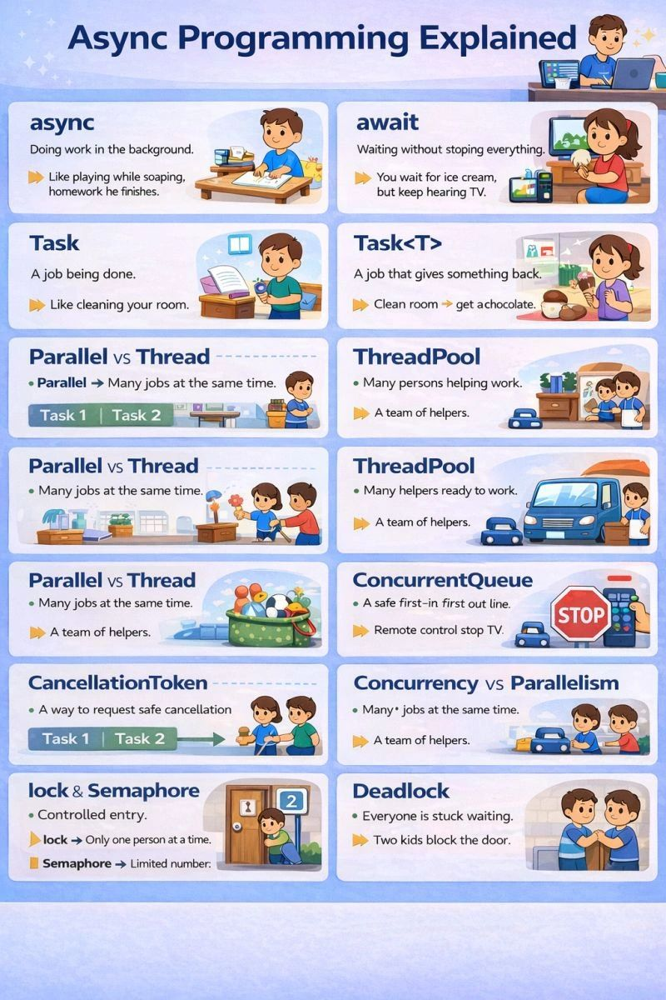 Async Programming Explained
async
Doing work in the background.
Like playing while soaping,
homework he finishes.
await
Waiting without stoping everything.
You wait for ice cream,
but keep hearing TV.
Task
A job being done.
Like cleaning your room.
Task<T>
A job that gives something back.
Clean room → get achocolate.
Parallel vs Thread
• Parallel → Many jobs at the same time.
Task 1 | Task 2
ThreadPool
• Many persons helping work.
A team of helpers.
Parallel vs Thread
• Many jobs at the same time.
ThreadPool
• Many helpers ready to work.
A team of helpers.
Parallel vs Thread
• Many jobs at the same time.
A team of helpers.
ConcurrentQueue
• A safe first-in first out line.
Remote control stop TV.
STOP
CancellationToken
• A way to request safe cancellation
Task 1 | Task 2
Concurrency vs Parallelism
• Many• jobs at the same time.
A team of helpers.
lock & Semaphore
• Controlled entry.
lock → Only one person at a time.
Semaphore → Limited number:
2
Deadlock
• Everyone is stuck waiting.
Two kids block the door.